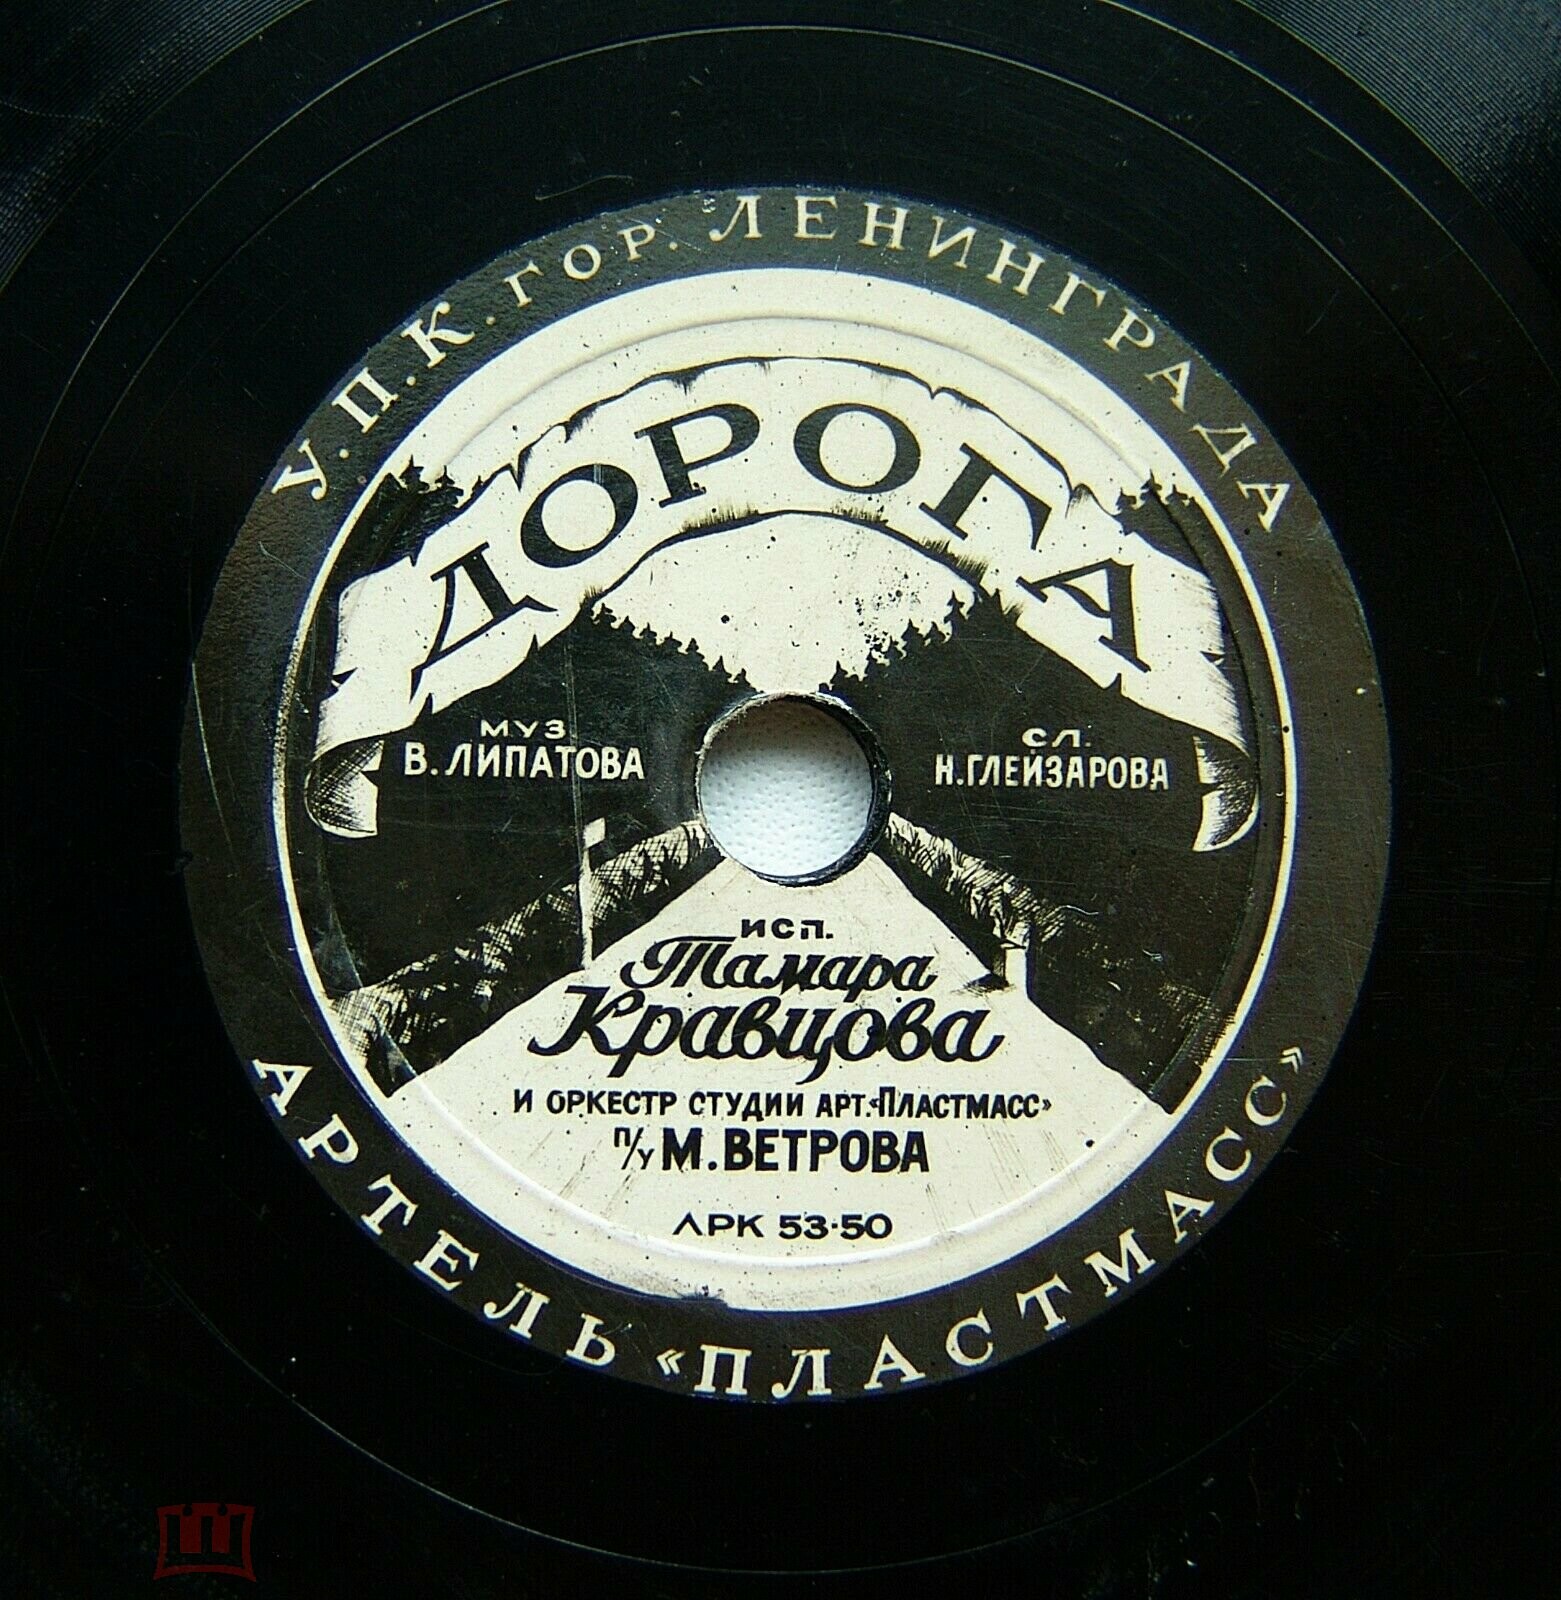 У.П.К. ГОР. ЛЕНИНГРАДА
ДОРОГА
МУЗ
В. ЛИПАТОВА
СЛ.
Н. ГЛЕЙЗАРОВА
ИСП.
Тамара
Кравцова
И ОРКЕСТР СТУДИИ АРТ. «ПЛАСТМАСС»
П/У М. ВЕТРОВА
ЛРК 53-50
АРТЕЛЬ «ПЛАСТМАСС»